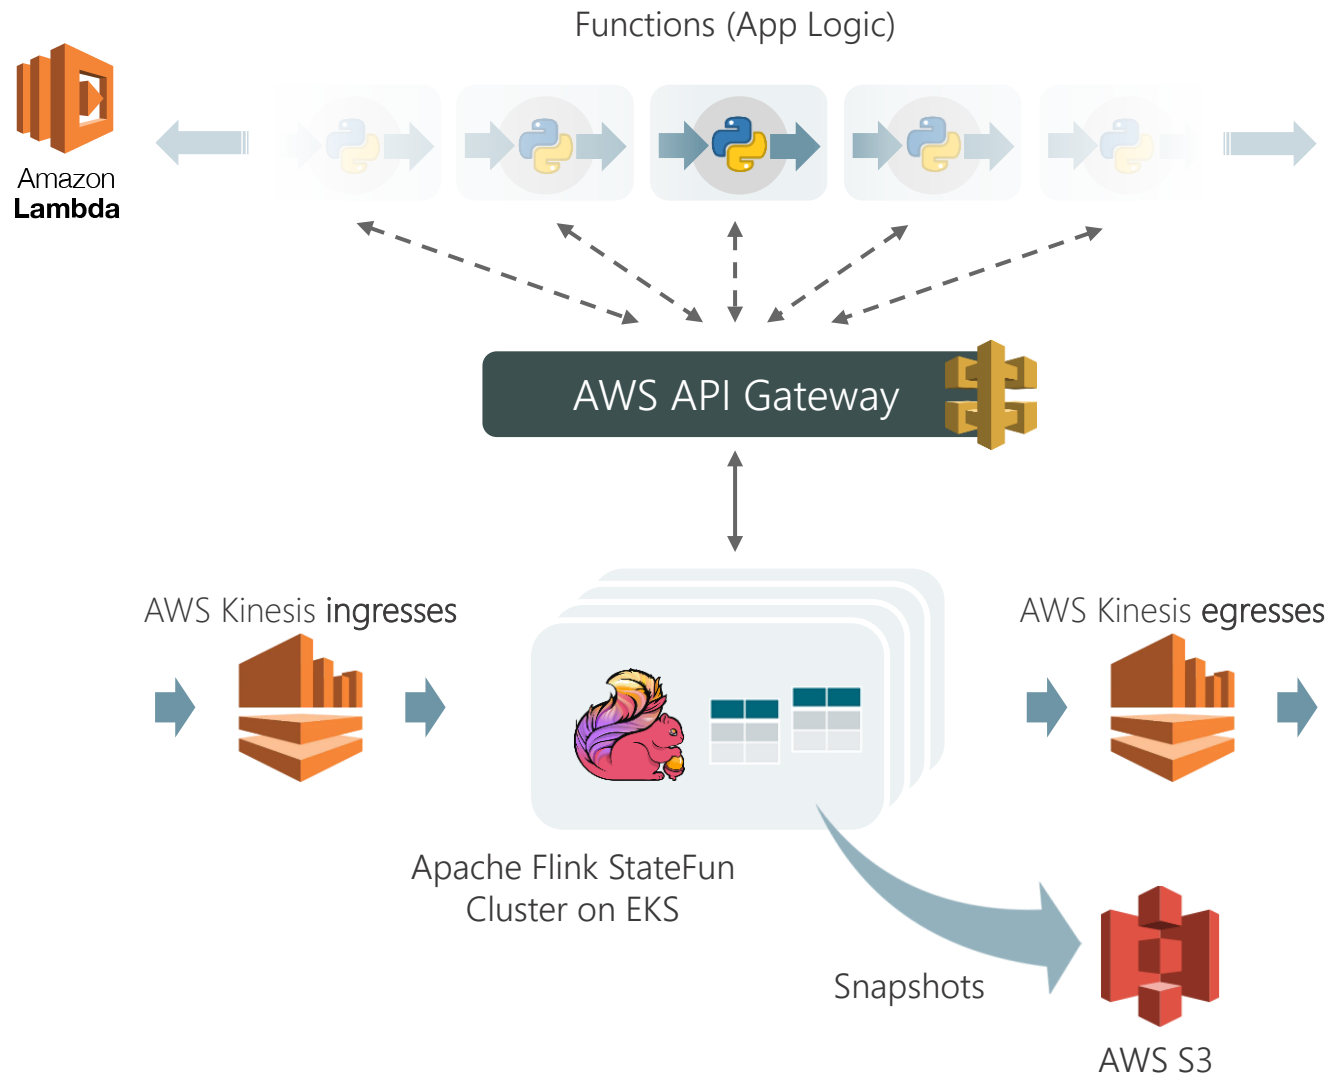 Functions (App Logic)
Amazon
Lambda
AWS API Gateway
AWS Kinesis ingresses
AWS Kinesis egresses
Apache Flink StateFun
Cluster on EKS
Snapshots
AWS S3